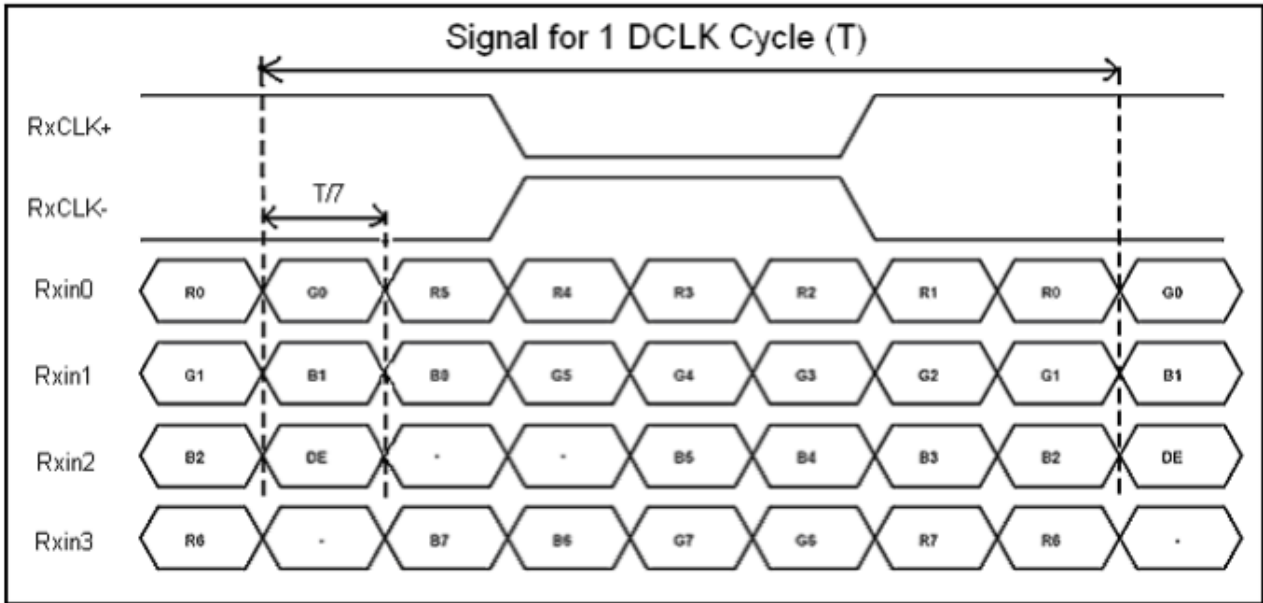 Signal for 1 DCLK Cycle (T)
RxCLK+
T/7
RxCLK-
Rxin0 R0 G0 R5 R4 R3 R2 R1 R0 G0
Rxin1 G1 B1 B0 G5 G4 G3 G2 G1 B1
Rxin2 B2 DE - - B5 B4 B3 B2 DE
Rxin3 R6 - B7 B6 G7 G6 R7 R6 -